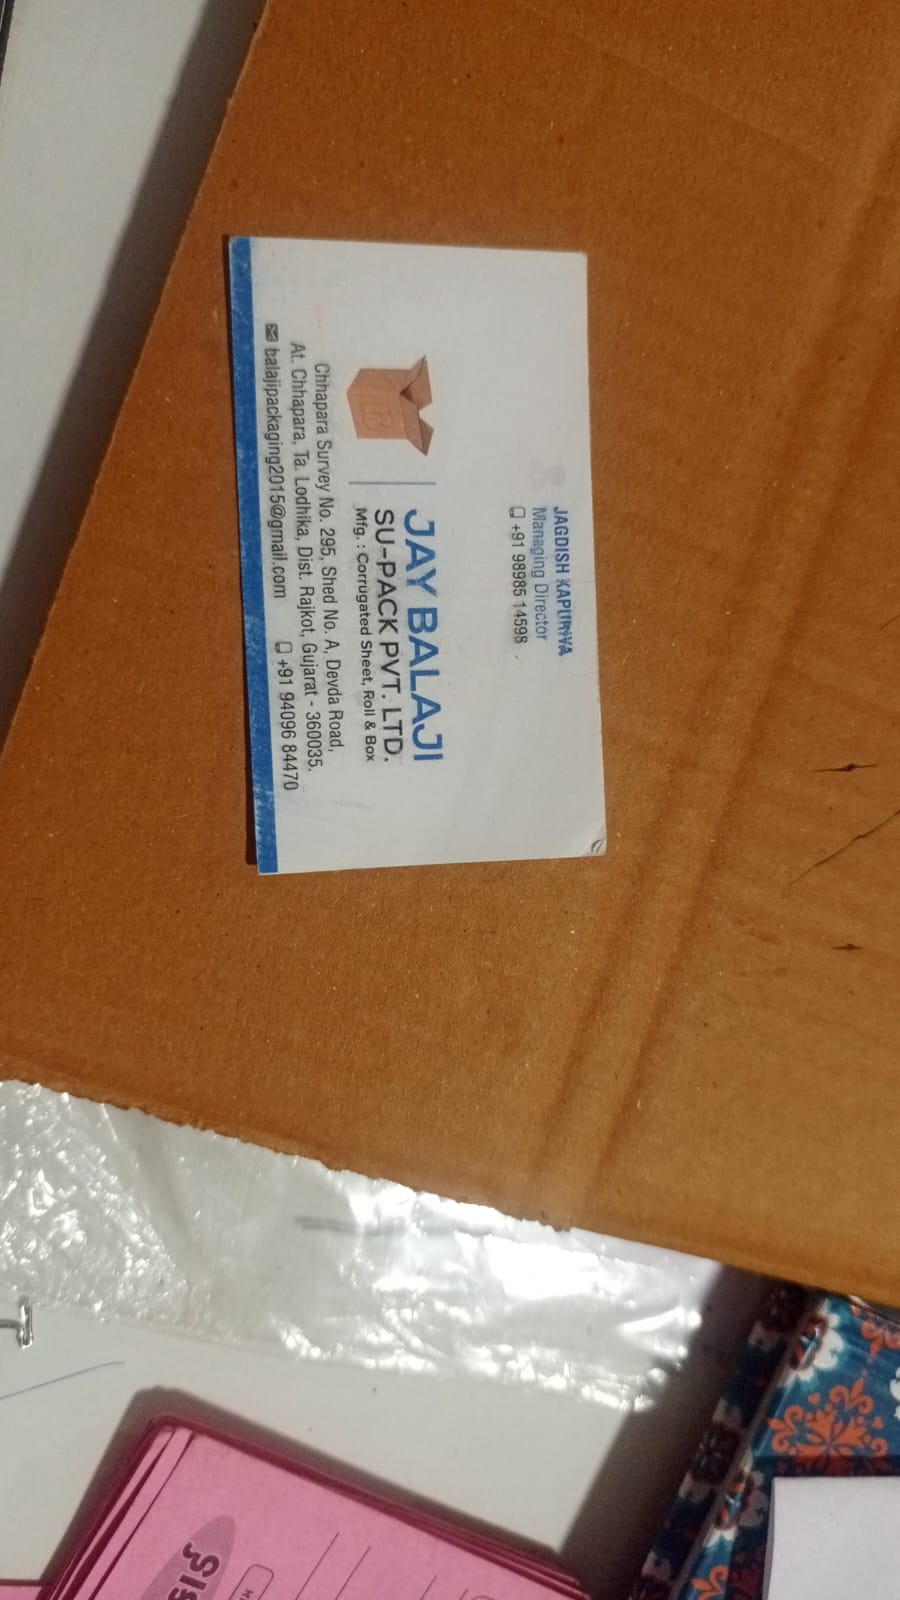 JAGDISH KAPURIYA
Managing Director
+91 98985 14598
JAY BALAJI
SU-PACK PVT. LTD.
Mfg. : Corrugated Sheet, Roll & Box
Chhapara Survey No. 295, Shed No. A, Devda Road,
At. Chhapara, Ta. Lodhika, Dist. Rajkot, Gujarat - 360035.
balajipackaging2015@gmail.com +91 94096 84470